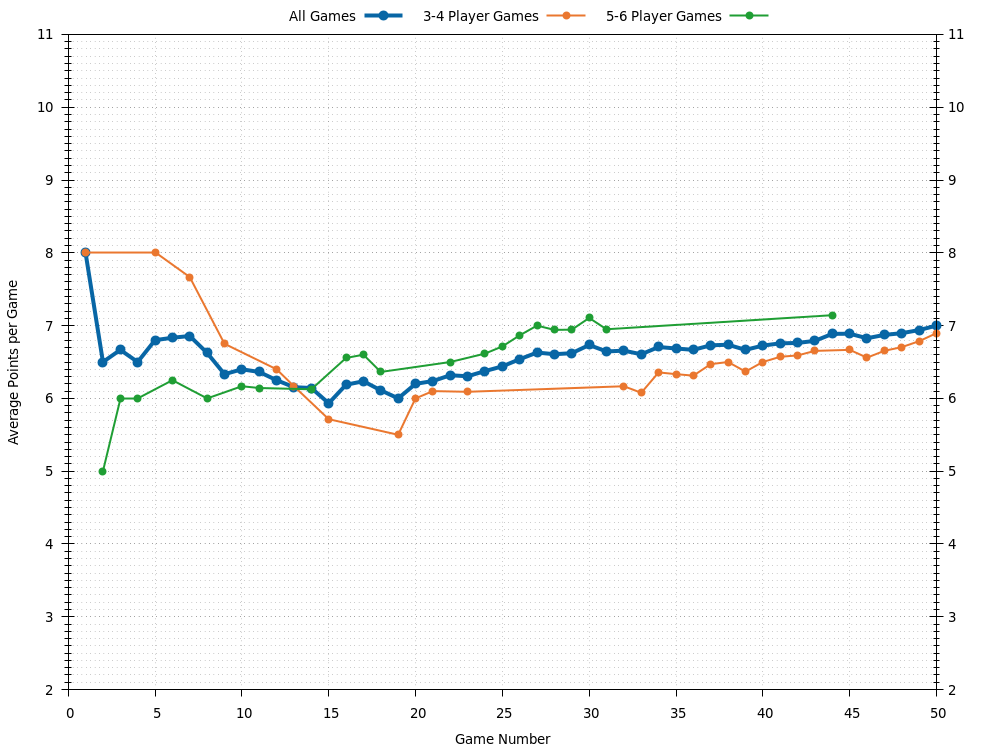 All Games 3-4 Player Games 5-6 Player Games
11 11
10 10
9 9
8 8
7 7
6 6
5 5
4 4
3 3
2 2
Average Points per Game
0 5 10 15 20 25 30 35 40 45 50
Game Number